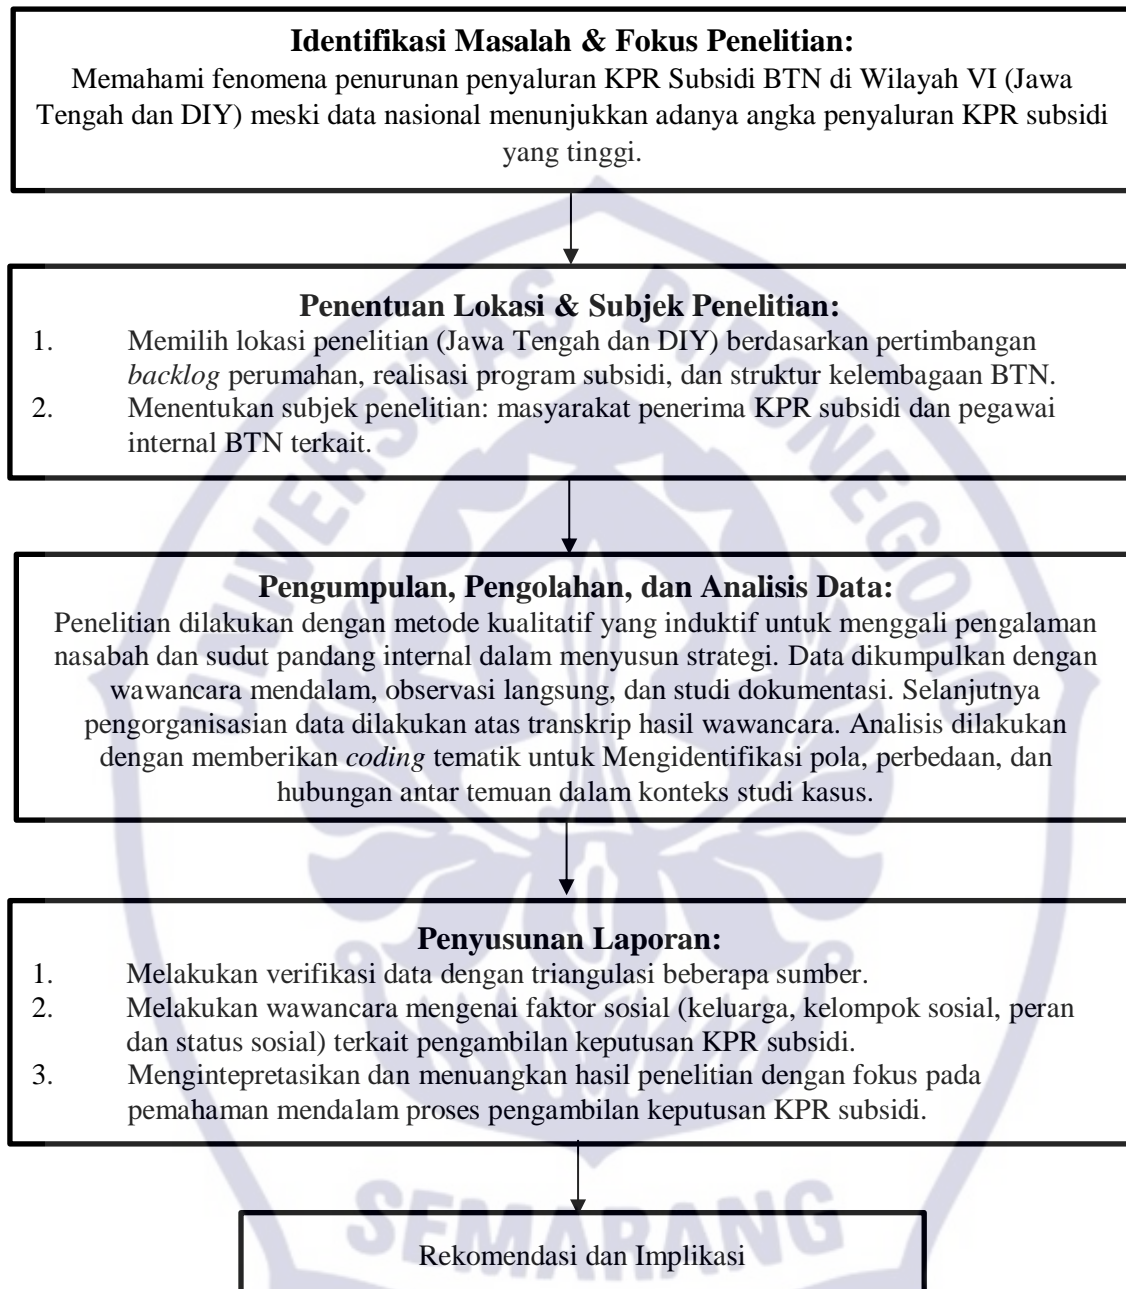 Identifikasi Masalah & Fokus Penelitian:
Memahami fenomena penurunan penyaluran KPR Subsidi BTN di Wilayah VI (Jawa
Tengah dan DIY) meski data nasional menunjukkan adanya angka penyaluran KPR subsidi
yang tinggi.
Penentuan Lokasi & Subjek Penelitian:
1. Memilih lokasi penelitian (Jawa Tengah dan DIY) berdasarkan pertimbangan
backlog perumahan, realisasi program subsidi, dan struktur kelembagaan BTN.
2. Menentukan subjek penelitian: masyarakat penerima KPR subsidi dan pegawai
internal BTN terkait.
Pengumpulan, Pengolahan, dan Analisis Data:
Penelitian dilakukan dengan metode kualitatif yang induktif untuk menggali pengalaman
nasabah dan sudut pandang internal dalam menyusun strategi. Data dikumpulkan dengan
wawancara mendalam, observasi langsung, dan studi dokumentasi. Selanjutnya
pengorganisasian data dilakukan atas transkrip hasil wawancara. Analisis dilakukan
dengan memberikan coding tematik untuk Mengidentifikasi pola, perbedaan, dan
hubungan antar temuan dalam konteks studi kasus.
Penyusunan Laporan:
1. Melakukan verifikasi data dengan triangulasi beberapa sumber.
2. Melakukan wawancara mengenai faktor sosial (keluarga, kelompok sosial, peran
dan status sosial) terkait pengambilan keputusan KPR subsidi.
3. Mengintepretasikan dan menuangkan hasil penelitian dengan fokus pada
pemahaman mendalam proses pengambilan keputusan KPR subsidi.
Rekomendasi dan Implikasi
UNIVERSITAS DIPONEGORO
SEMARANG